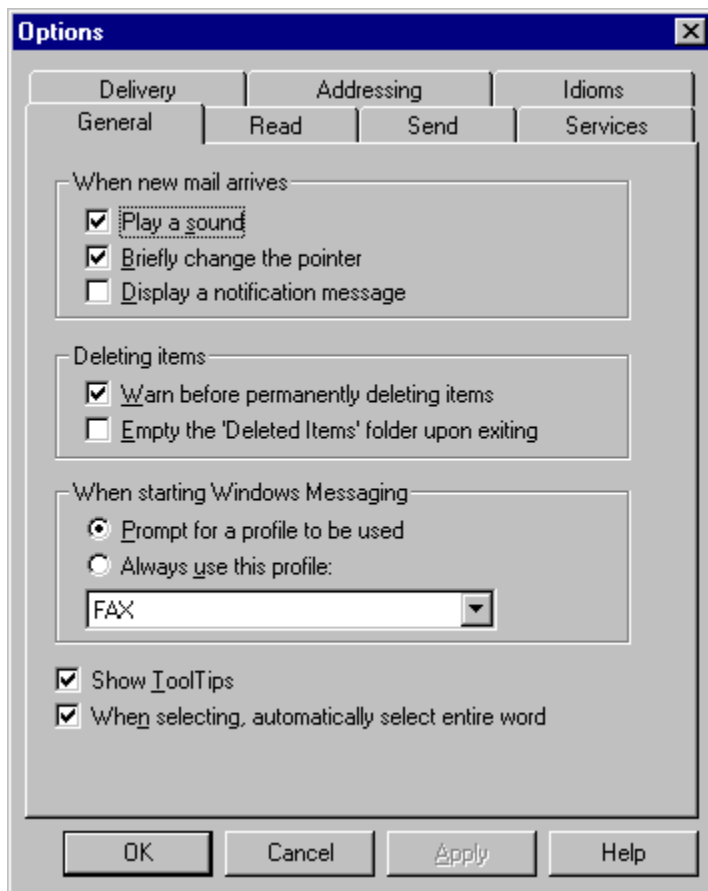 Options
Delivery Addressing Idioms
General Read Send Services
When new mail arrives
Play a sound
Briefly change the pointer
Display a notification message
Deleting items
Warn before permanently deleting items
Empty the 'Deleted Items' folder upon exiting
When starting Windows Messaging
Prompt for a profile to be used
Always use this profile:
FAX
Show ToolTips
When selecting, automatically select entire word
OK Cancel Apply Help